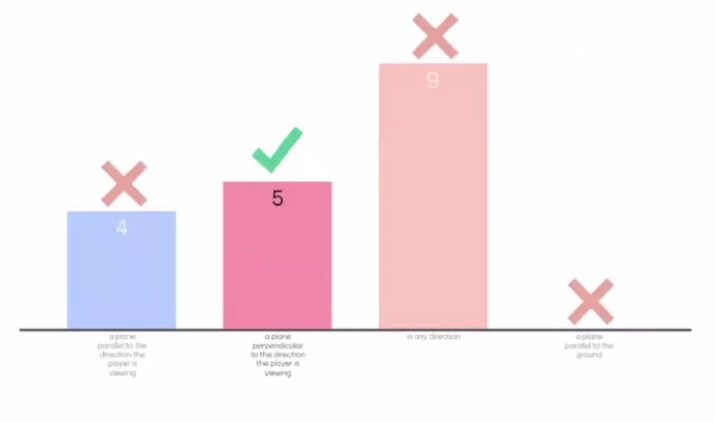 4
5
9
a plane
parallel to the
direction the
player is
viewing
a plane
perpendicular
to the direction
the player is
viewing
in any direction
a plane
parallel to the
ground